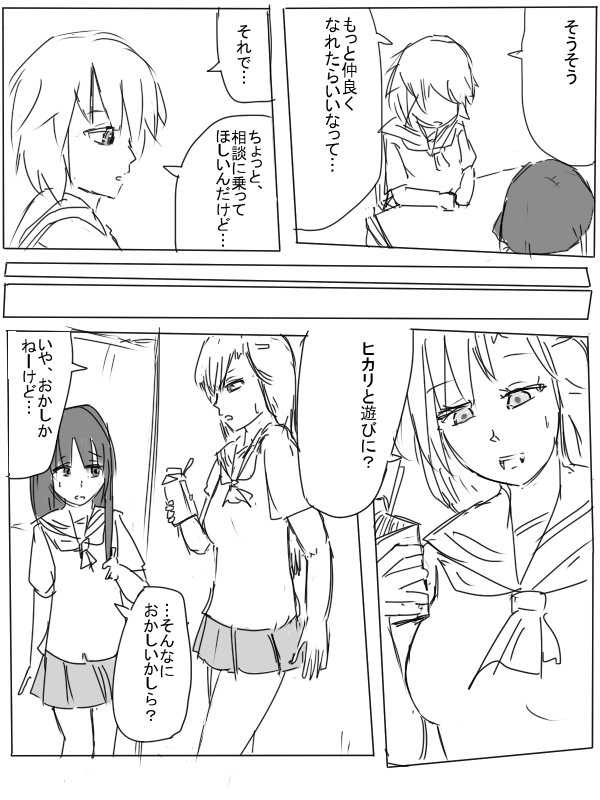 そうそう
もっと仲良く
なれたらいいなって…
それで…
ちょっと、
相談に乗って
ほしいんだけど…
ヒカリと遊びに？
いや、おかしか
ねーけど…
…そんなに
おかしいかしら？